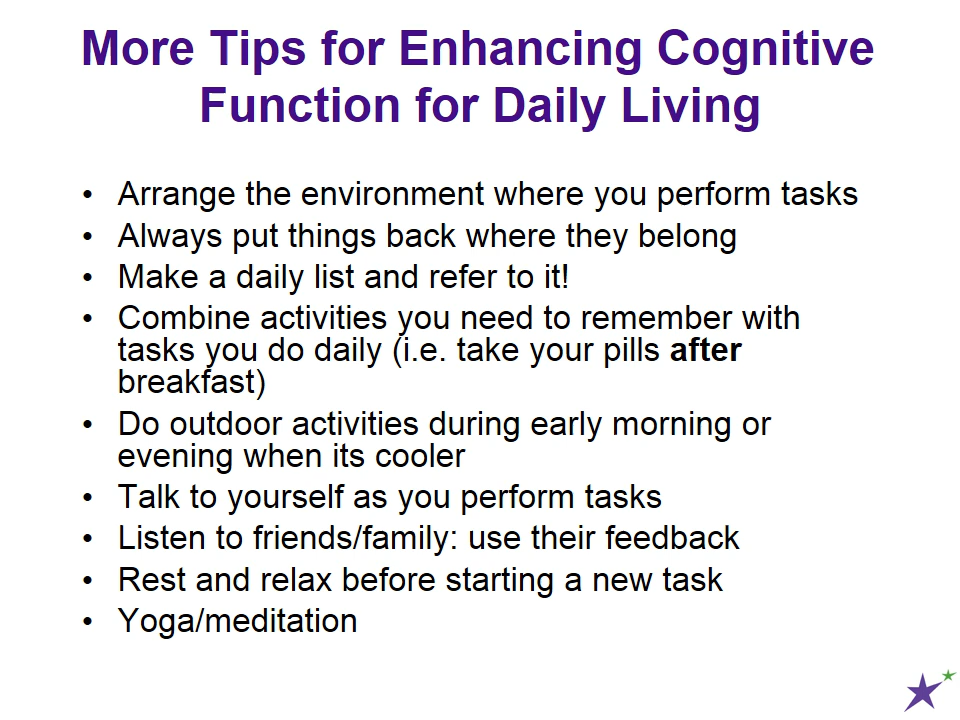 More Tips for Enhancing Cognitive
Function for Daily Living
• Arrange the environment where you perform tasks
• Always put things back where they belong
• Make a daily list and refer to it!
• Combine activities you need to remember with
tasks you do daily (i.e. take your pills after
breakfast)
• Do outdoor activities during early morning or
evening when its cooler
• Talk to yourself as you perform tasks
• Listen to friends/family: use their feedback
• Rest and relax before starting a new task
• Yoga/meditation